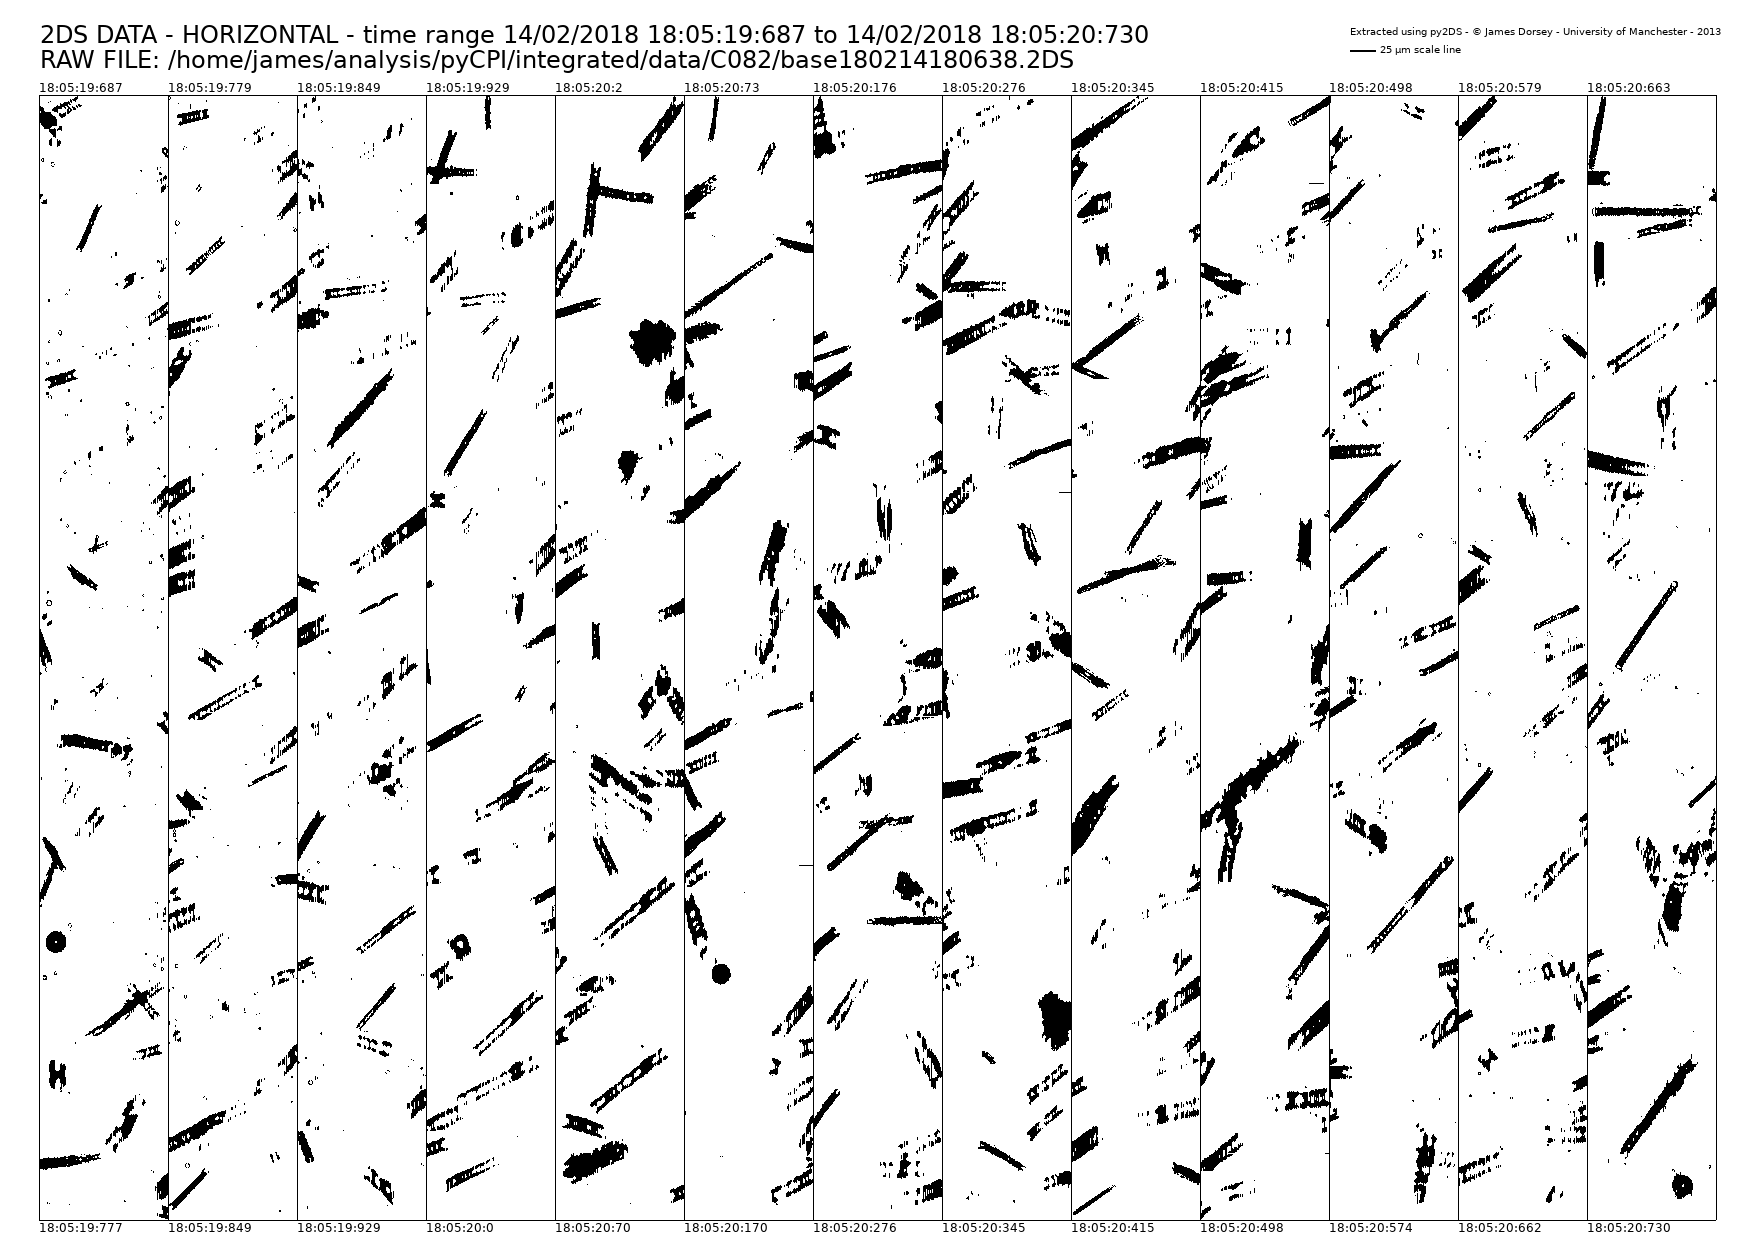 2DS DATA - HORIZONTAL - time range 14/02/2018 18:05:19:687 to 14/02/2018 18:05:20:730
RAW FILE: /home/james/analysis/pyCPI/integrated/data/C082/base180214180638.2DS
Extracted using py2DS - © James Dorsey - University of Manchester - 2013
25 µm scale line
18:05:19:687 18:05:19:779 18:05:19:849 18:05:19:929 18:05:20:2 18:05:20:73 18:05:20:176 18:05:20:276 18:05:20:345 18:05:20:415 18:05:20:498 18:05:20:579 18:05:20:663
18:05:19:777 18:05:19:849 18:05:19:929 18:05:20:0 18:05:20:70 18:05:20:170 18:05:20:276 18:05:20:345 18:05:20:415 18:05:20:498 18:05:20:574 18:05:20:662 18:05:20:730